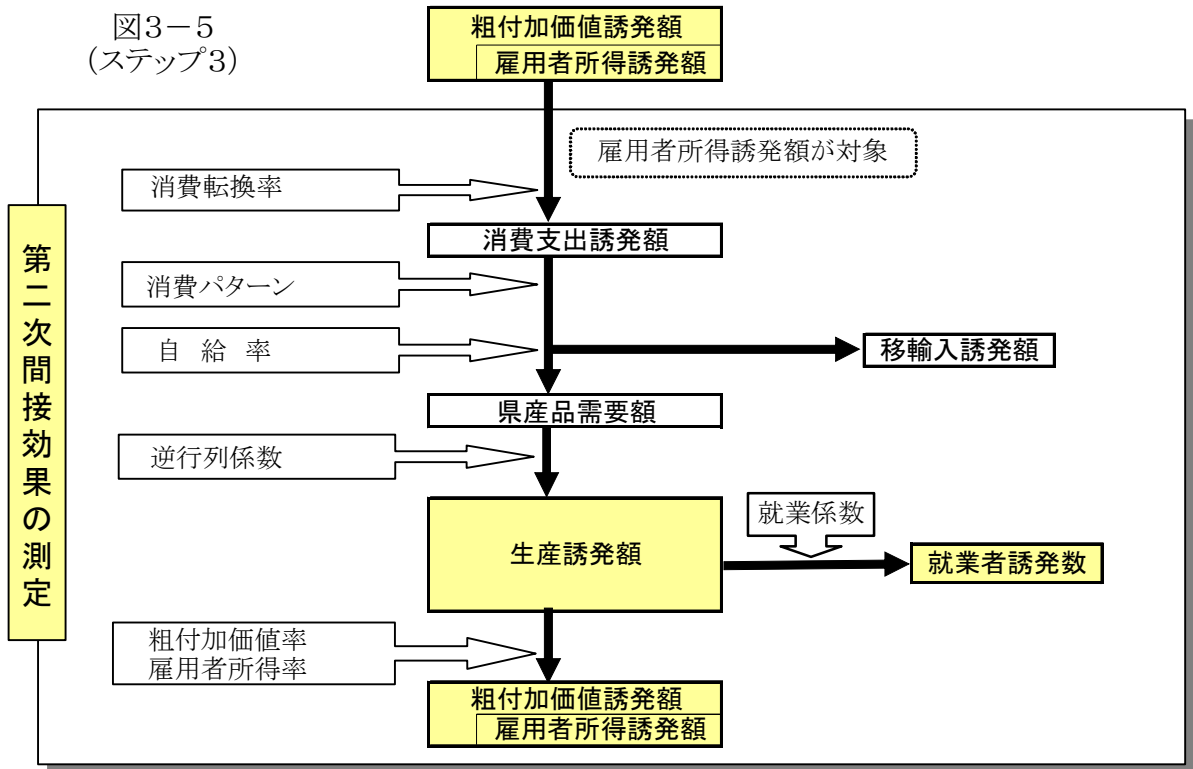 図3-5
(ステップ3)
粗付加価値誘発額
雇用者所得誘発額
雇用者所得誘発額が対象
消費転換率
消費支出誘発額
第二次間接効果の測定
消費パターン
自 給 率
移輸入誘発額
県産品需要額
逆行列係数
就業係数
生産誘発額
就業者誘発数
粗付加価値率
雇用者所得率
粗付加価値誘発額
雇用者所得誘発額